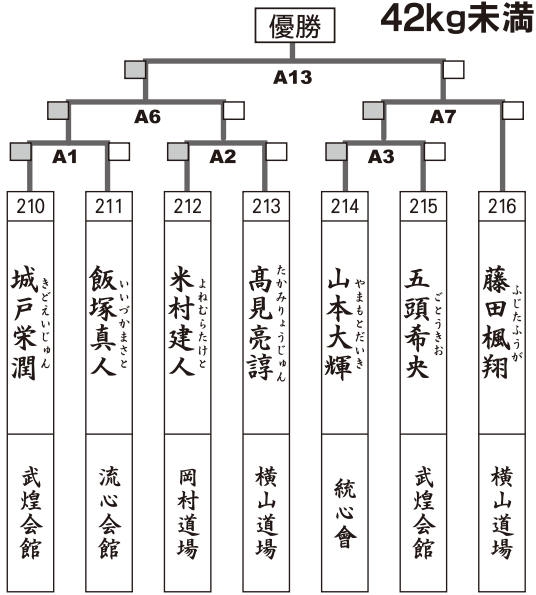 42kg未満
優勝
A13
A6
A7
A1
A2
A3
210
211
212
213
214
215
216
城戸栄潤
きどえいじゅん
飯塚真人
いいづかまさと
米村建人
よねむらたけと
髙見亮諄
たかみりょうじゅん
山本大輝
やまもとだいき
五頭希央
ごとうきお
藤田楓翔
ふじたふうが
武煌会館
流心会館
岡村道場
横山道場
統心會
武煌会館
横山道場